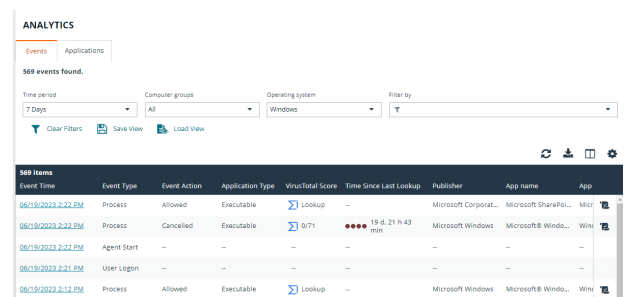 ANALYTICS
Events Applications
569 events found.
Time period Computer groups Operating system Filter by
7 Days All Windows
Clear Filters Save View Load View
569 items
Event Time Event Type Event Action Application Type VirusTotal Score Time Since Last Lookup Publisher App name App
06/19/2023 2:22 PM Process Allowed Executable Lookup -- Microsoft Corporat... Microsoft SharePoi... Micr
06/19/2023 2:22 PM Process Cancelled Executable 0/71 19 d, 21 h 43 min Microsoft Windows Microsoft® Windo... Win
06/19/2023 2:22 PM Agent Start -- -- -- -- -- -- --
06/19/2023 2:21 PM User Logon -- -- -- -- -- -- --
06/19/2023 2:12 PM Process Allowed Executable Lookup -- Microsoft Windows Microsoft® Windo... Win